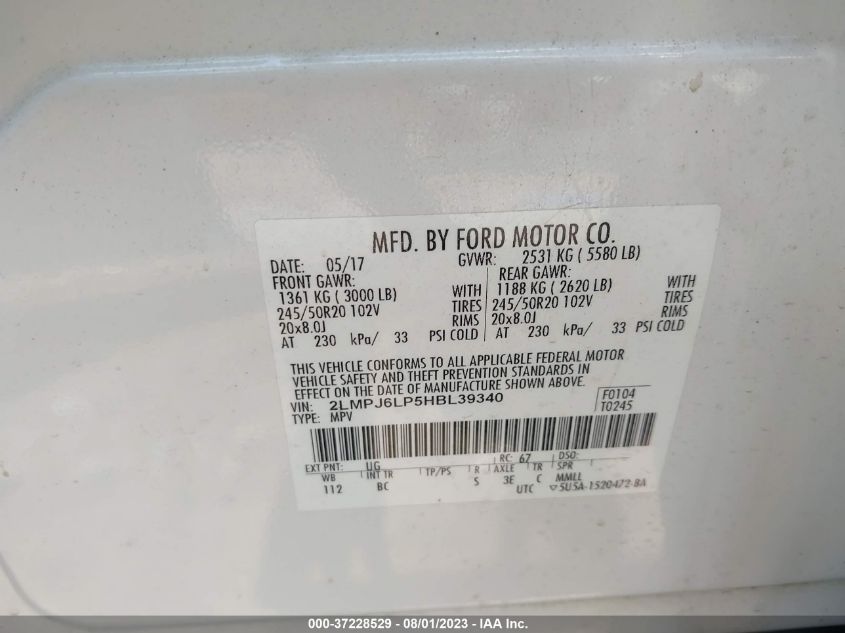 MFD. BY FORD MOTOR CO.
DATE: 05/17 GVWR: 2531 KG ( 5580 LB)
FRONT GAWR: REAR GAWR:
1361 KG ( 3000 LB) WITH 1188 KG ( 2620 LB) WITH
245/50R20 102V TIRES 245/50R20 102V TIRES
20x8.0J RIMS 20x8.0J RIMS
AT 230 kPa/ 33 PSI COLD AT 230 kPa/ 33 PSI COLD
THIS VEHICLE CONFORMS TO ALL APPLICABLE FEDERAL MOTOR
VEHICLE SAFETY AND THEFT PREVENTION STANDARDS IN
EFFECT ON THE DATE OF MANUFACTURE SHOWN ABOVE.
VIN: 2LMPJ6LP5HBL39340 F0104
TYPE: MPV T0245
EXT PNT: UG RC: 67 DSO:
WB INT TR TP/PS R AXLE TR SPR
112 BC S 3E C MMLL
UTC ▽5U5A-1520472-BA
000-37228529 - 08/01/2023 - IAA Inc.